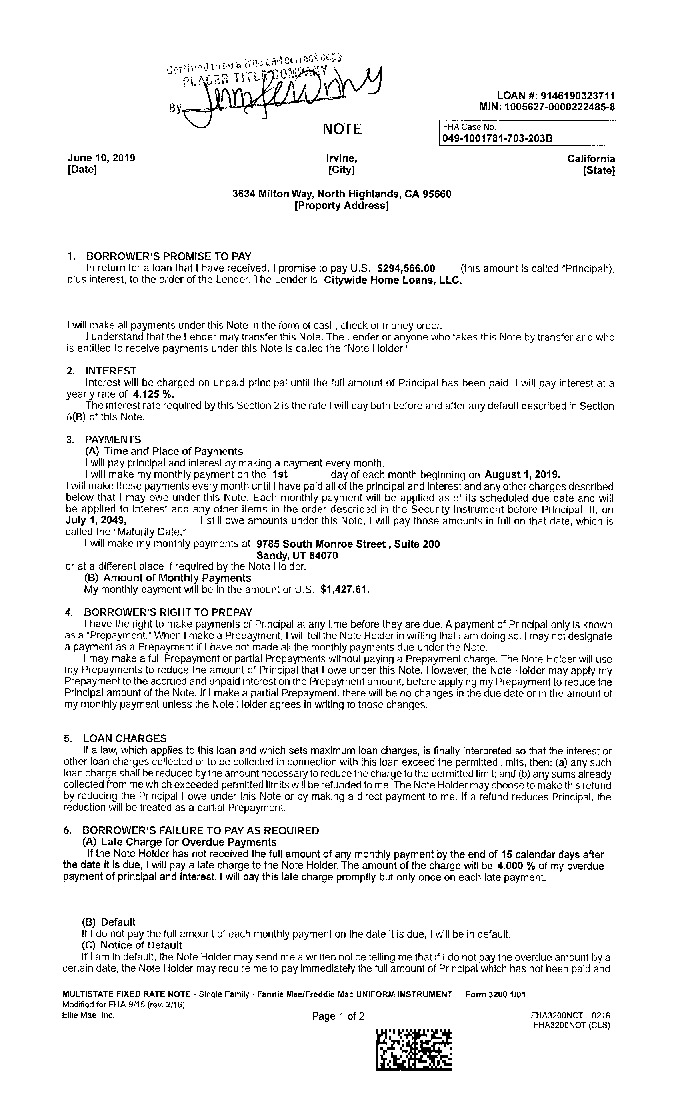 PLACER TITLE COMPANY
By
LOAN #: 9146190323711
MIN: 1005627-0000222485-8
NOTE
FHA Case No.
049-1001781-703-203B
June 10, 2019 Irvine, California
[Date] [City] [State]
3634 Milton Way, North Highlands, CA 95660
[Property Address]
1. BORROWER'S PROMISE TO PAY
In return for a loan that I have received, I promise to pay U.S. $294,566.00 (this amount is called "Principal"),
plus interest, to the order of the Lender. The Lender is Citywide Home Loans, LLC.
I will make all payments under this Note in the form of cash, check or money order.
I understand that the Lender may transfer this Note. The Lender or anyone who takes this Note by transfer and who
is entitled to receive payments under this Note is called the "Note Holder."
2. INTEREST
Interest will be charged on unpaid principal until the full amount of Principal has been paid. I will pay interest at a
yearly rate of 4.125 %.
The interest rate required by this Section 2 is the rate I will pay both before and after any default described in Section
6(B) of this Note.
3. PAYMENTS
(A) Time and Place of Payments
I will pay principal and interest by making a payment every month.
I will make my monthly payment on the 1st day of each month beginning on August 1, 2019.
I will make these payments every month until I have paid all of the principal and interest and any other charges described
below that I may owe under this Note. Each monthly payment will be applied as of its scheduled due date and will
be applied to interest and any other items in the order described in the Security Instrument before Principal. If, on
July 1, 2049, I still owe amounts under this Note, I will pay those amounts in full on that date, which is
called the "Maturity Date."
I will make my monthly payments at 9785 South Monroe Street , Suite 200
Sandy, UT 84070
or at a different place if required by the Note Holder.
(B) Amount of Monthly Payments
My monthly payment will be in the amount of U.S. $1,427.61.
4. BORROWER'S RIGHT TO PREPAY
I have the right to make payments of Principal at any time before they are due. A payment of Principal only is known
as a "Prepayment." When I make a Prepayment, I will tell the Note Holder in writing that I am doing so. I may not designate
a payment as a Prepayment if I have not made all the monthly payments due under the Note.
I may make a full Prepayment or partial Prepayments without paying a Prepayment charge. The Note Holder will use
my Prepayments to reduce the amount of Principal that I owe under this Note. However, the Note Holder may apply my
Prepayment to the accrued and unpaid interest on the Prepayment amount, before applying my Prepayment to reduce the
Principal amount of the Note. If I make a partial Prepayment, there will be no changes in the due date or in the amount of
my monthly payment unless the Note Holder agrees in writing to those changes.
5. LOAN CHARGES
If a law, which applies to this loan and which sets maximum loan charges, is finally interpreted so that the interest or
other loan charges collected or to be collected in connection with this loan exceed the permitted limits, then: (a) any such
loan charge shall be reduced by the amount necessary to reduce the charge to the permitted limit; and (b) any sums already
collected from me which exceeded permitted limits will be refunded to me. The Note Holder may choose to make this refund
by reducing the Principal I owe under this Note or by making a direct payment to me. If a refund reduces Principal, the
reduction will be treated as a partial Prepayment.
6. BORROWER'S FAILURE TO PAY AS REQUIRED
(A) Late Charge for Overdue Payments
If the Note Holder has not received the full amount of any monthly payment by the end of 15 calendar days after
the date it is due, I will pay a late charge to the Note Holder. The amount of the charge will be 4.000 % of my overdue
payment of principal and interest. I will pay this late charge promptly but only once on each late payment.
(B) Default
If I do not pay the full amount of each monthly payment on the date it is due, I will be in default.
(C) Notice of Default
If I am in default, the Note Holder may send me a written notice telling me that if I do not pay the overdue amount by a
certain date, the Note Holder may require me to pay immediately the full amount of Principal which has not been paid and
MULTISTATE FIXED RATE NOTE - Single Family - Fannie Mae/Freddie Mac UNIFORM INSTRUMENT Form 3200 1/01
Modified for FHA 9/15 (rev. 2/16)
Ellie Mae, Inc. Page 1 of 2 FHA3200NOT 0216
FHA3200NOT (CLS)